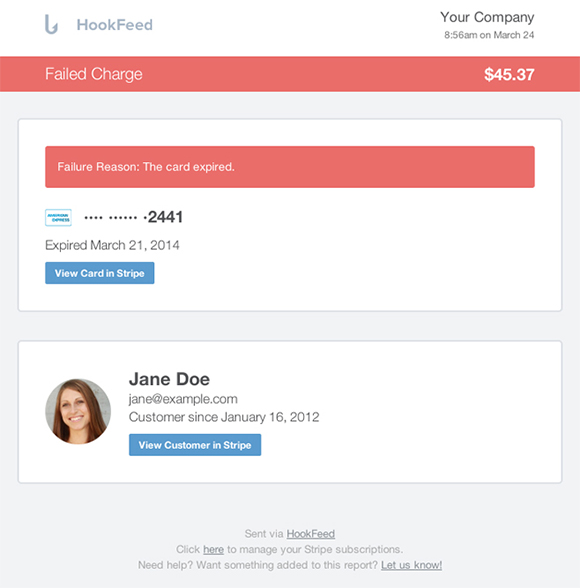 HookFeed
Your Company
8:56am on March 24
Failed Charge
$45.37
Failure Reason: The card expired.
AMERICAN EXPRESS
•••• •••••• •2441
Expired March 21, 2014
View Card in Stripe
Jane Doe
jane@example.com
Customer since January 16, 2012
View Customer in Stripe
Sent via HookFeed
Click here to manage your Stripe subscriptions.
Need help? Want something added to this report? Let us know!